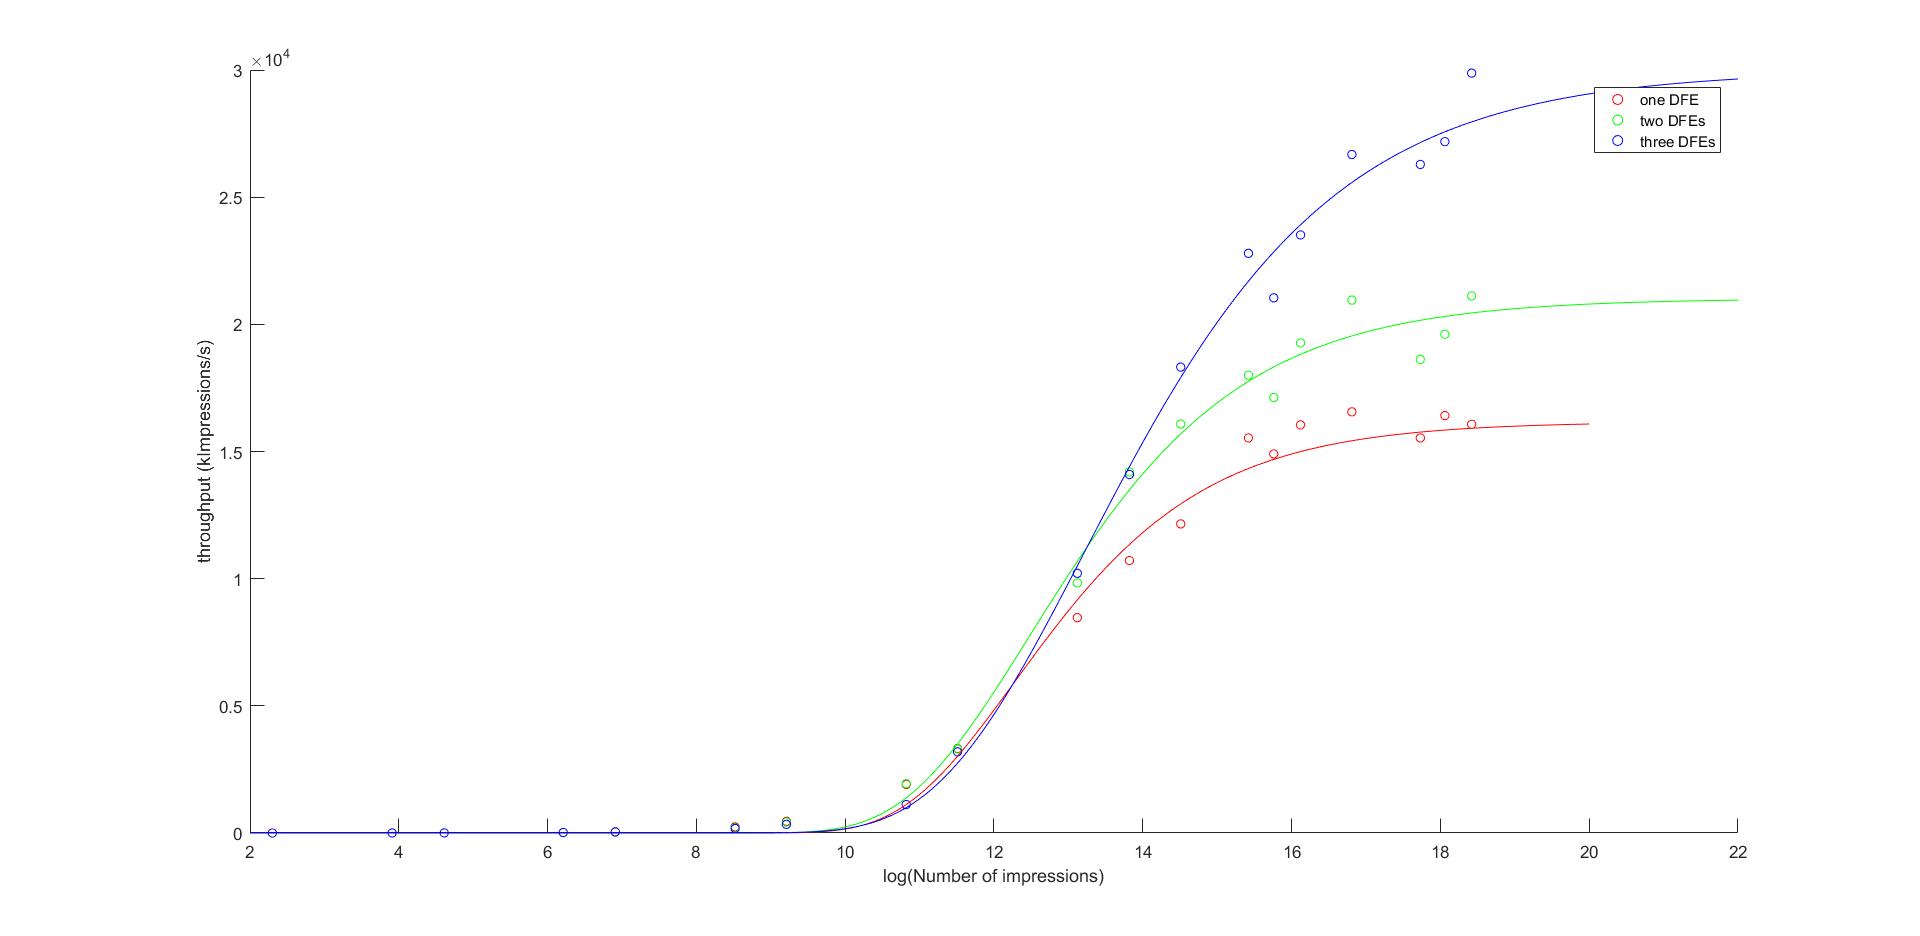 ×10^4
3
2.5
2
1.5
1
0.5
0
throughput (kImpressions/s)
one DFE
two DFEs
three DFEs
2 4 6 8 10 12 14 16 18 20 22
log(Number of impressions)